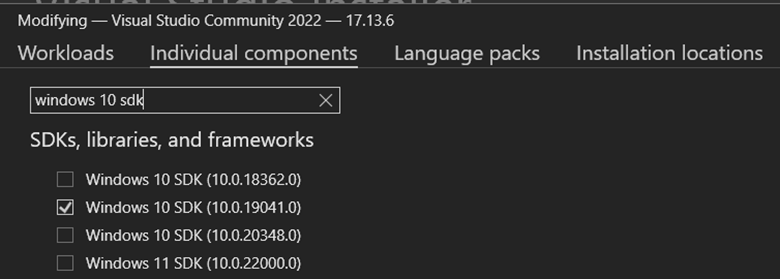 Modifying — Visual Studio Community 2022 — 17.13.6
Workloads Individual components Language packs Installation locations
windows 10 sdk
SDKs, libraries, and frameworks
Windows 10 SDK (10.0.18362.0)
Windows 10 SDK (10.0.19041.0)
Windows 10 SDK (10.0.20348.0)
Windows 11 SDK (10.0.22000.0)